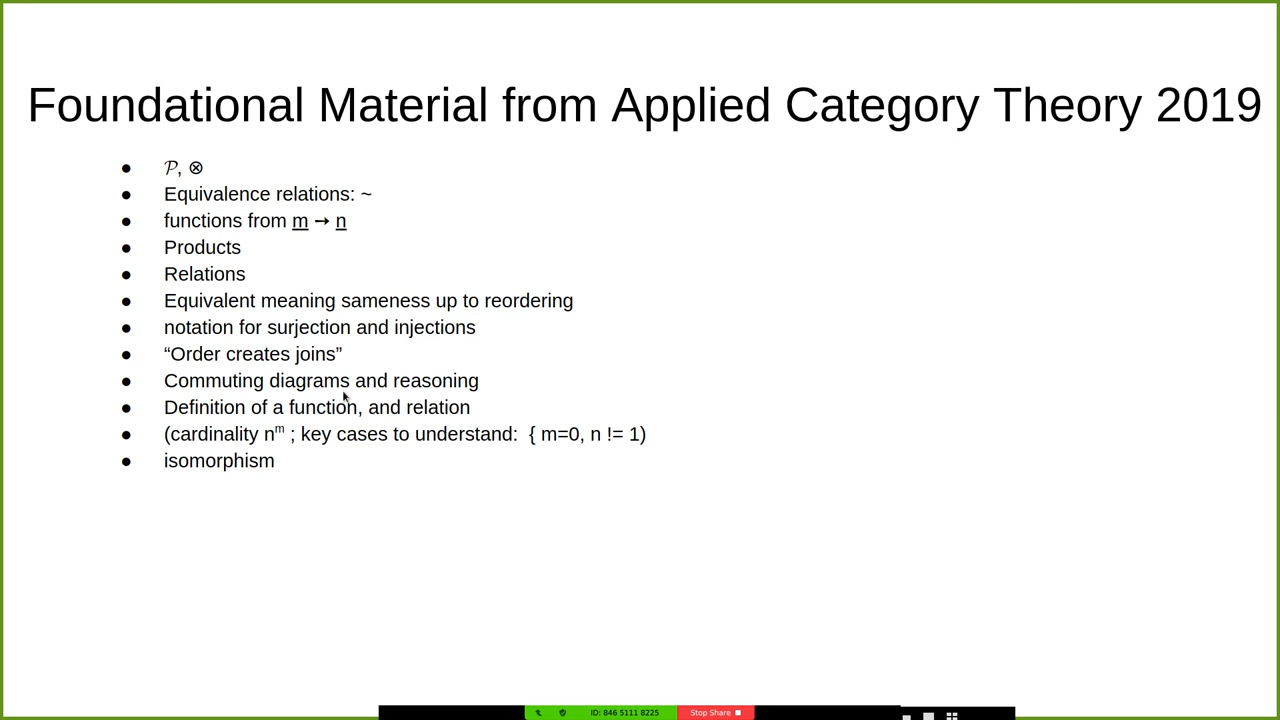 Foundational Material from Applied Category Theory 2019
● 𝒫, ⊗
● Equivalence relations: ~
● functions from m → n
● Products
● Relations
● Equivalent meaning sameness up to reordering
● notation for surjection and injections
● “Order creates joins”
● Commuting diagrams and reasoning
● Definition of a function, and relation
● (cardinality nᵐ ; key cases to understand: { m=0, n != 1)
● isomorphism
ID: 846 5111 8225 Stop Share